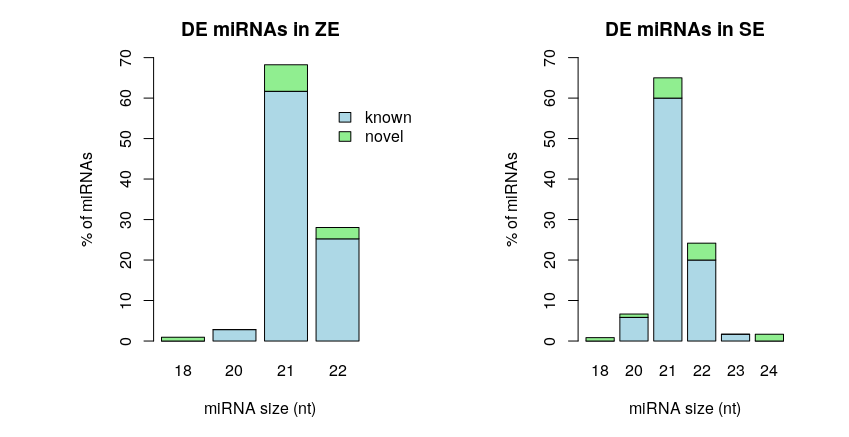 DE miRNAs in ZE
% of miRNAs
70
60
50
40
30
20
10
0
known
novel
18 20 21 22
miRNA size (nt)
DE miRNAs in SE
% of miRNAs
70
60
50
40
30
20
10
0
18 20 21 22 23 24
miRNA size (nt)